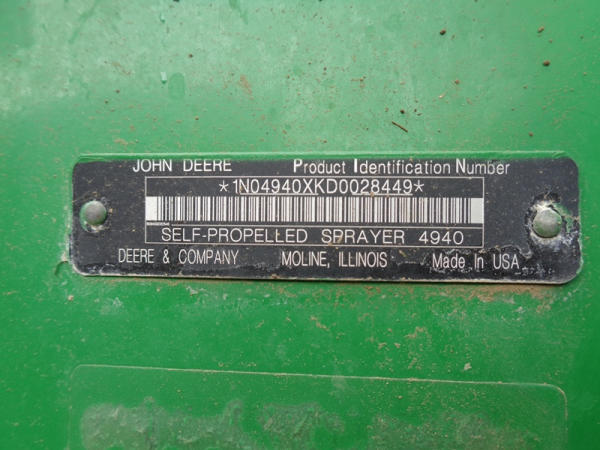 JOHN DEERE Product Identification Number
*1N04940XKD0028449*
SELF-PROPELLED SPRAYER 4940
DEERE & COMPANY MOLINE, ILLINOIS Made In USA